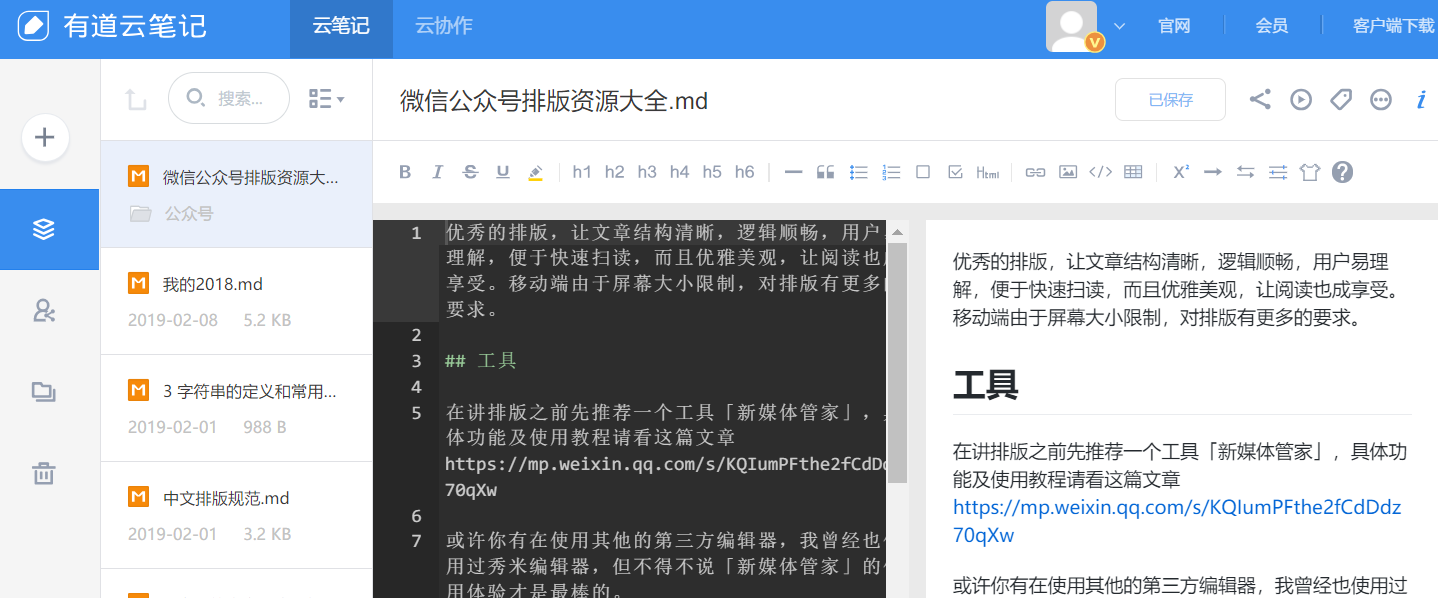 有道云笔记
云笔记
云协作
官网
会员
客户端下载
搜索...
微信公众号排版资源大全.md
已保存
B I S U h1 h2 h3 h4 h5 h6 Html </> X²
微信公众号排版资源大...
公众号
我的2018.md
2019-02-08 5.2 KB
3 字符串的定义和常用...
2019-02-01 988 B
中文排版规范.md
2019-02-01 3.2 KB
1 优秀的排版，让文章结构清晰，逻辑顺畅，用户
理解，便于快速扫读，而且优雅美观，让阅读也
享受。移动端由于屏幕大小限制，对排版有更多
要求。
2
3 ## 工具
4
5 在讲排版之前先推荐一个工具「新媒体管家」，
体功能及使用教程请看这篇文章
https://mp.weixin.qq.com/s/KQIumPFthe2fCdD
70qXw
6
7 或许你有在使用其他的第三方编辑器，我曾经也
用过秀米编辑器，但不得不说「新媒体管家」的
用体验才是最棒的。
优秀的排版，让文章结构清晰，逻辑顺畅，用户易理
解，便于快速扫读，而且优雅美观，让阅读也成享受。
移动端由于屏幕大小限制，对排版有更多的要求。
工具
在讲排版之前先推荐一个工具「新媒体管家」，具体功
能及使用教程请看这篇文章
https://mp.weixin.qq.com/s/KQIumPFthe2fCdDdz
70qXw
或许你有在使用其他的第三方编辑器，我曾经也使用过